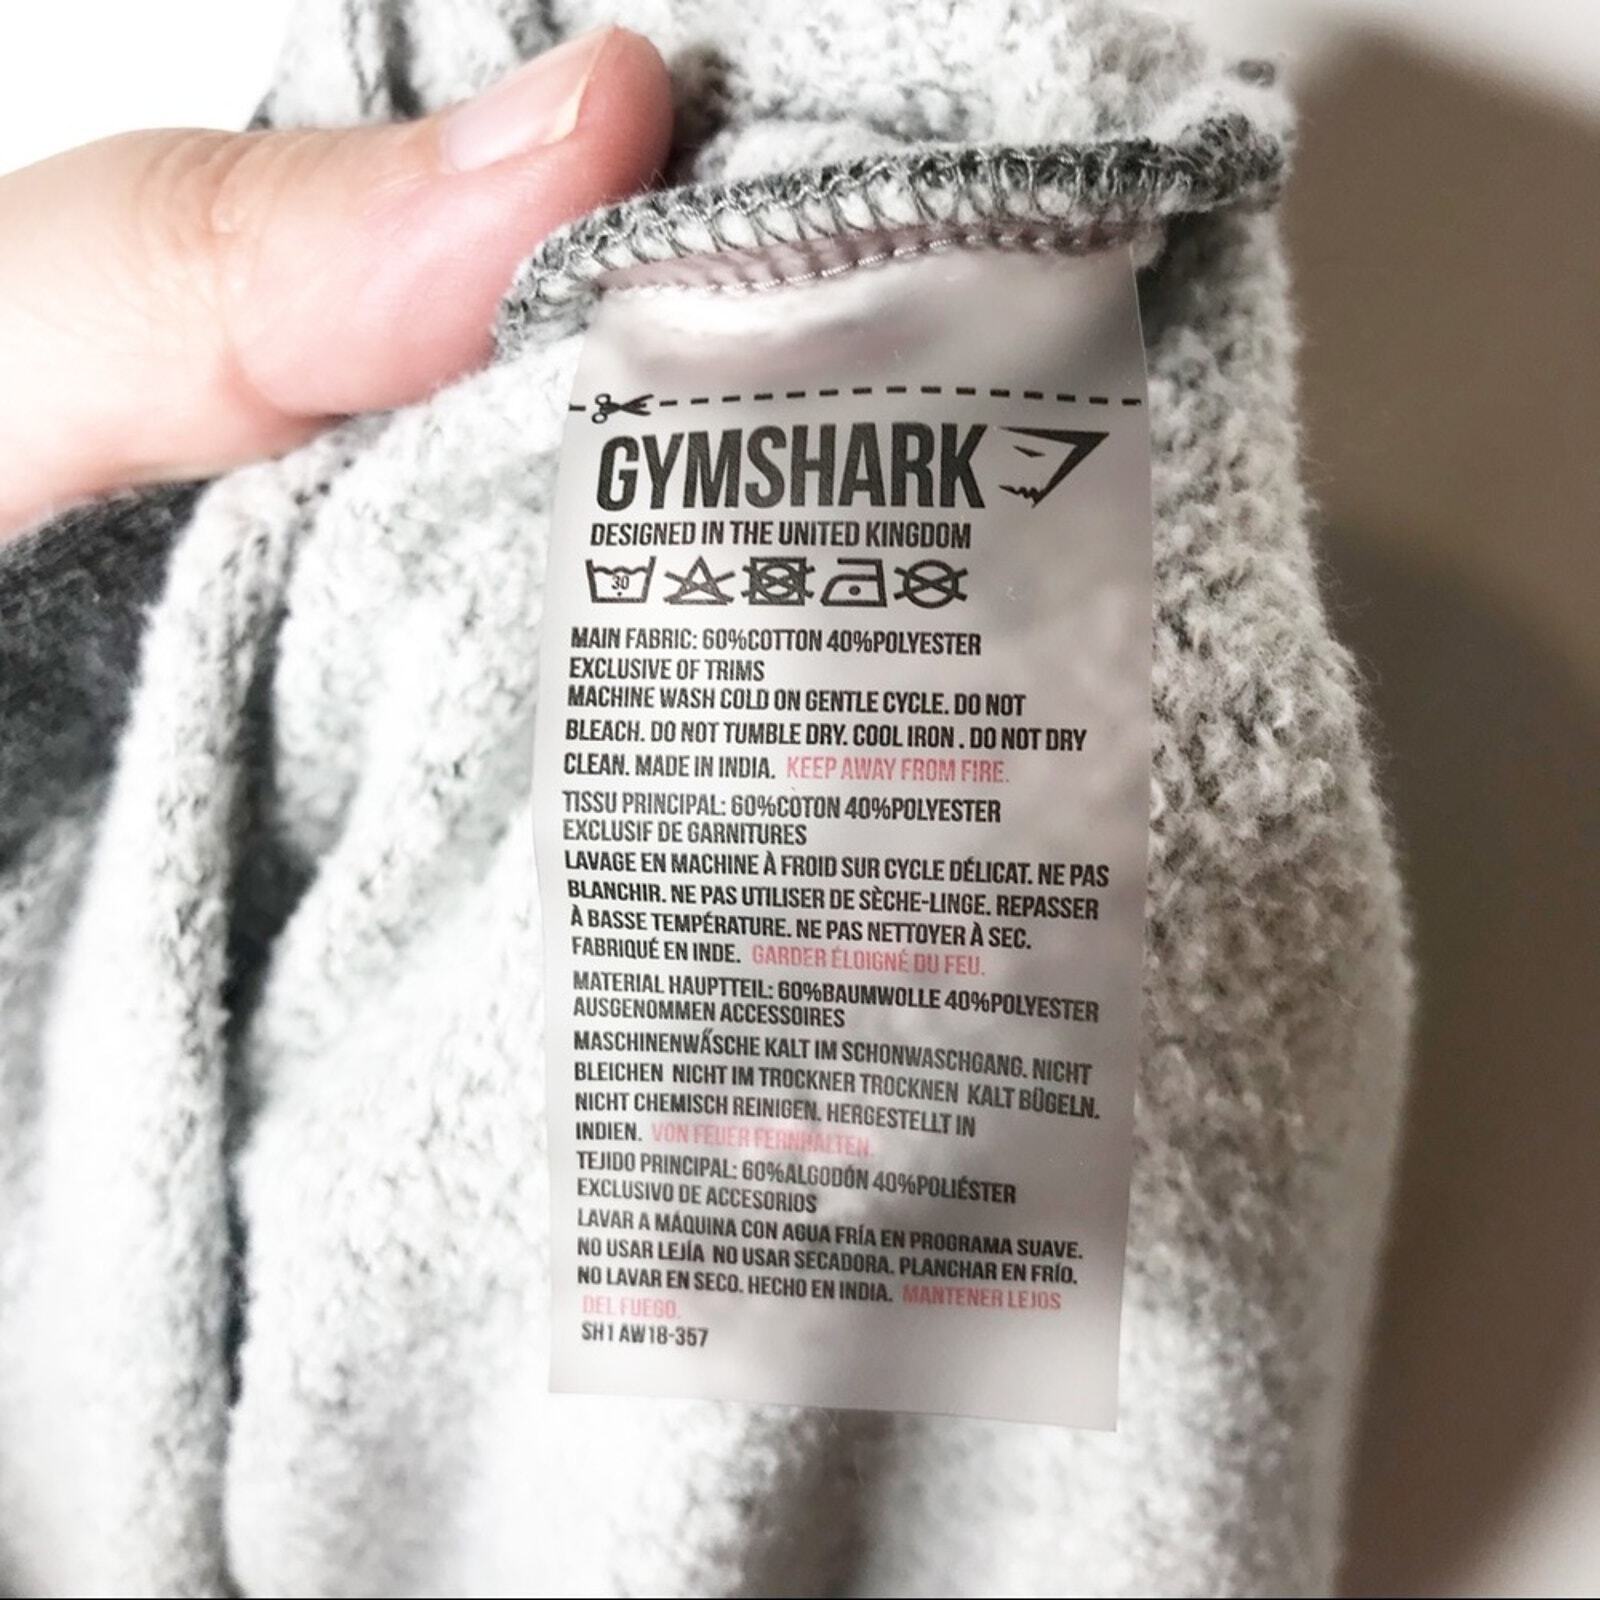 GYMSHARK
DESIGNED IN THE UNITED KINGDOM
30
MAIN FABRIC: 60%COTTON 40%POLYESTER
EXCLUSIVE OF TRIMS
MACHINE WASH COLD ON GENTLE CYCLE. DO NOT
BLEACH. DO NOT TUMBLE DRY. COOL IRON . DO NOT DRY
CLEAN. MADE IN INDIA. KEEP AWAY FROM FIRE.
TISSU PRINCIPAL: 60%COTON 40%POLYESTER
EXCLUSIF DE GARNITURES
LAVAGE EN MACHINE À FROID SUR CYCLE DÉLICAT. NE PAS
BLANCHIR. NE PAS UTILISER DE SÈCHE-LINGE. REPASSER
À BASSE TEMPÉRATURE. NE PAS NETTOYER À SEC.
FABRIQUÉ EN INDE. GARDER ÉLOIGNÉ DU FEU.
MATERIAL HAUPTTEIL: 60%BAUMWOLLE 40%POLYESTER
AUSGENOMMEN ACCESSOIRES
MASCHINENWÄSCHE KALT IM SCHONWASCHGANG. NICHT
BLEICHEN NICHT IM TROCKNER TROCKNEN KALT BÜGELN.
NICHT CHEMISCH REINIGEN. HERGESTELLT IN
INDIEN. VON FEUER FERNHALTEN.
TEJIDO PRINCIPAL: 60%ALGODÓN 40%POLIÉSTER
EXCLUSIVO DE ACCESORIOS
LAVAR A MÁQUINA CON AGUA FRÍA EN PROGRAMA SUAVE.
NO USAR LEJÍA NO USAR SECADORA. PLANCHAR EN FRÍO.
NO LAVAR EN SECO. HECHO EN INDIA. MANTENER LEJOS
DEL FUEGO.
SH1 AW18-357